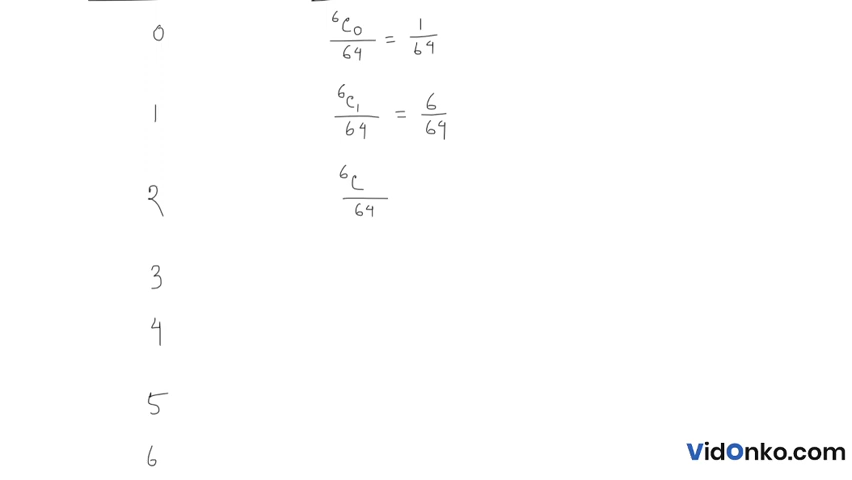 0 ⁶C₀/64 = 1/64
1 ⁶C₁/64 = 6/64
2 ⁶C/64
3
4
5
6
VidOnko.com